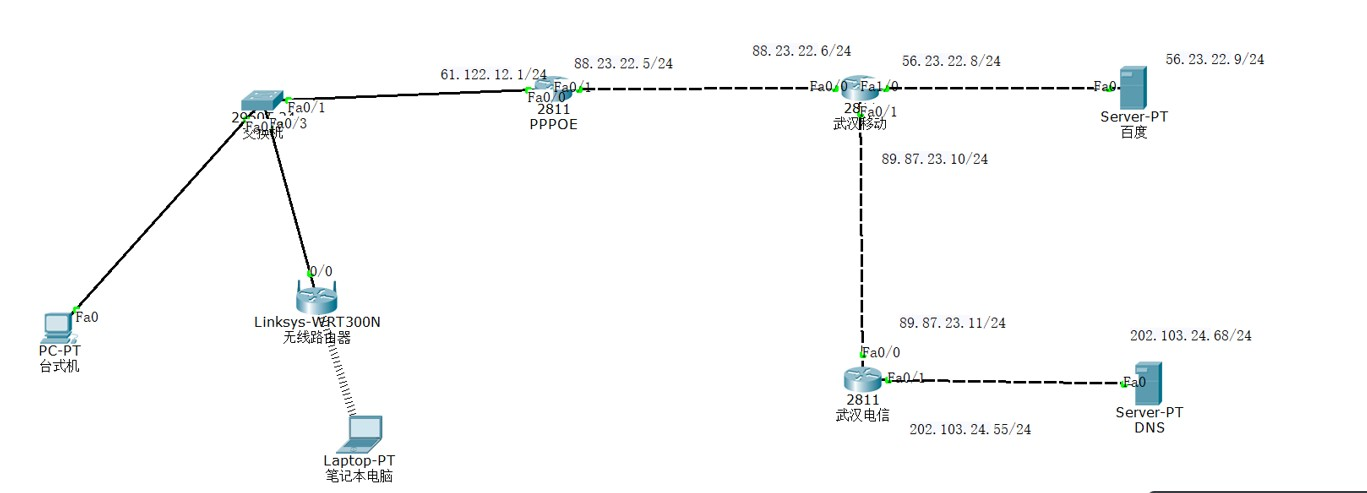 88.23.22.6/24
56.23.22.8/24
56.23.22.9/24
61.122.12.1/24
88.23.22.5/24
Fa0/1
Fa0/0
2811
PPPOE
Fa0/0
Fa1/0
Fa0/1
武汉移动
Fa0
Server-PT
百度
Fa0/1
Fa0/3
交换机
89.87.23.10/24
0/0
Linksys-WRT300N
无线路由器
Fa0
PC-PT
台式机
Laptop-PT
笔记本电脑
89.87.23.11/24
Fa0/0
Fa0/1
2811
武汉电信
202.103.24.55/24
202.103.24.68/24
Fa0
Server-PT
DNS